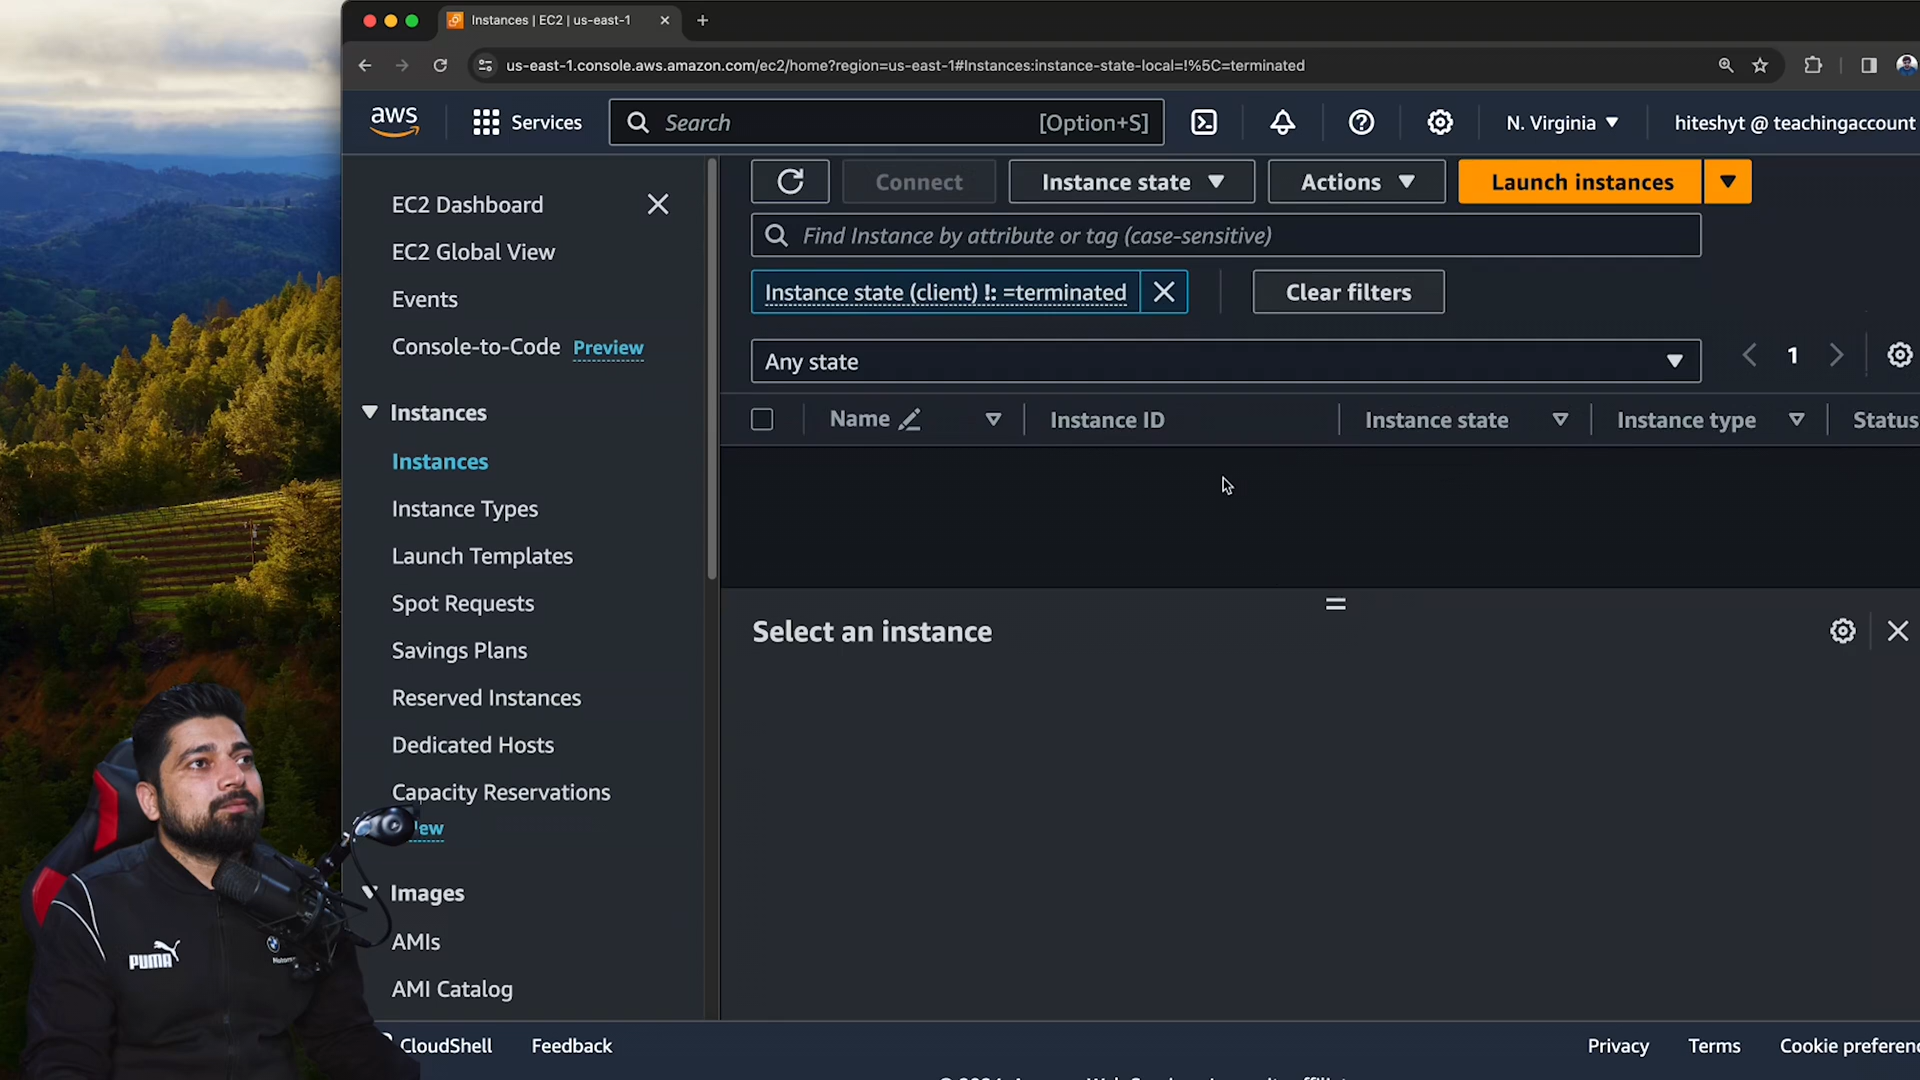 Instances | EC2 | us-east-1
us-east-1.console.aws.amazon.com/ec2/home?region=us-east-1#Instances:instance-state-local=!%5C=terminated
aws
Services
Search
[Option+S]
N. Virginia
hiteshyt @ teachingaccount
EC2 Dashboard
EC2 Global View
Events
Console-to-Code Preview
Instances
Instances
Instance Types
Launch Templates
Spot Requests
Savings Plans
Reserved Instances
Dedicated Hosts
Capacity Reservations
Images
AMIs
AMI Catalog
Connect
Instance state
Actions
Launch instances
Find Instance by attribute or tag (case-sensitive)
Instance state (client) !: =terminated
Clear filters
Any state
1
Name
Instance ID
Instance state
Instance type
Status
Select an instance
PUMA
CloudShell
Feedback
Privacy
Terms
Cookie